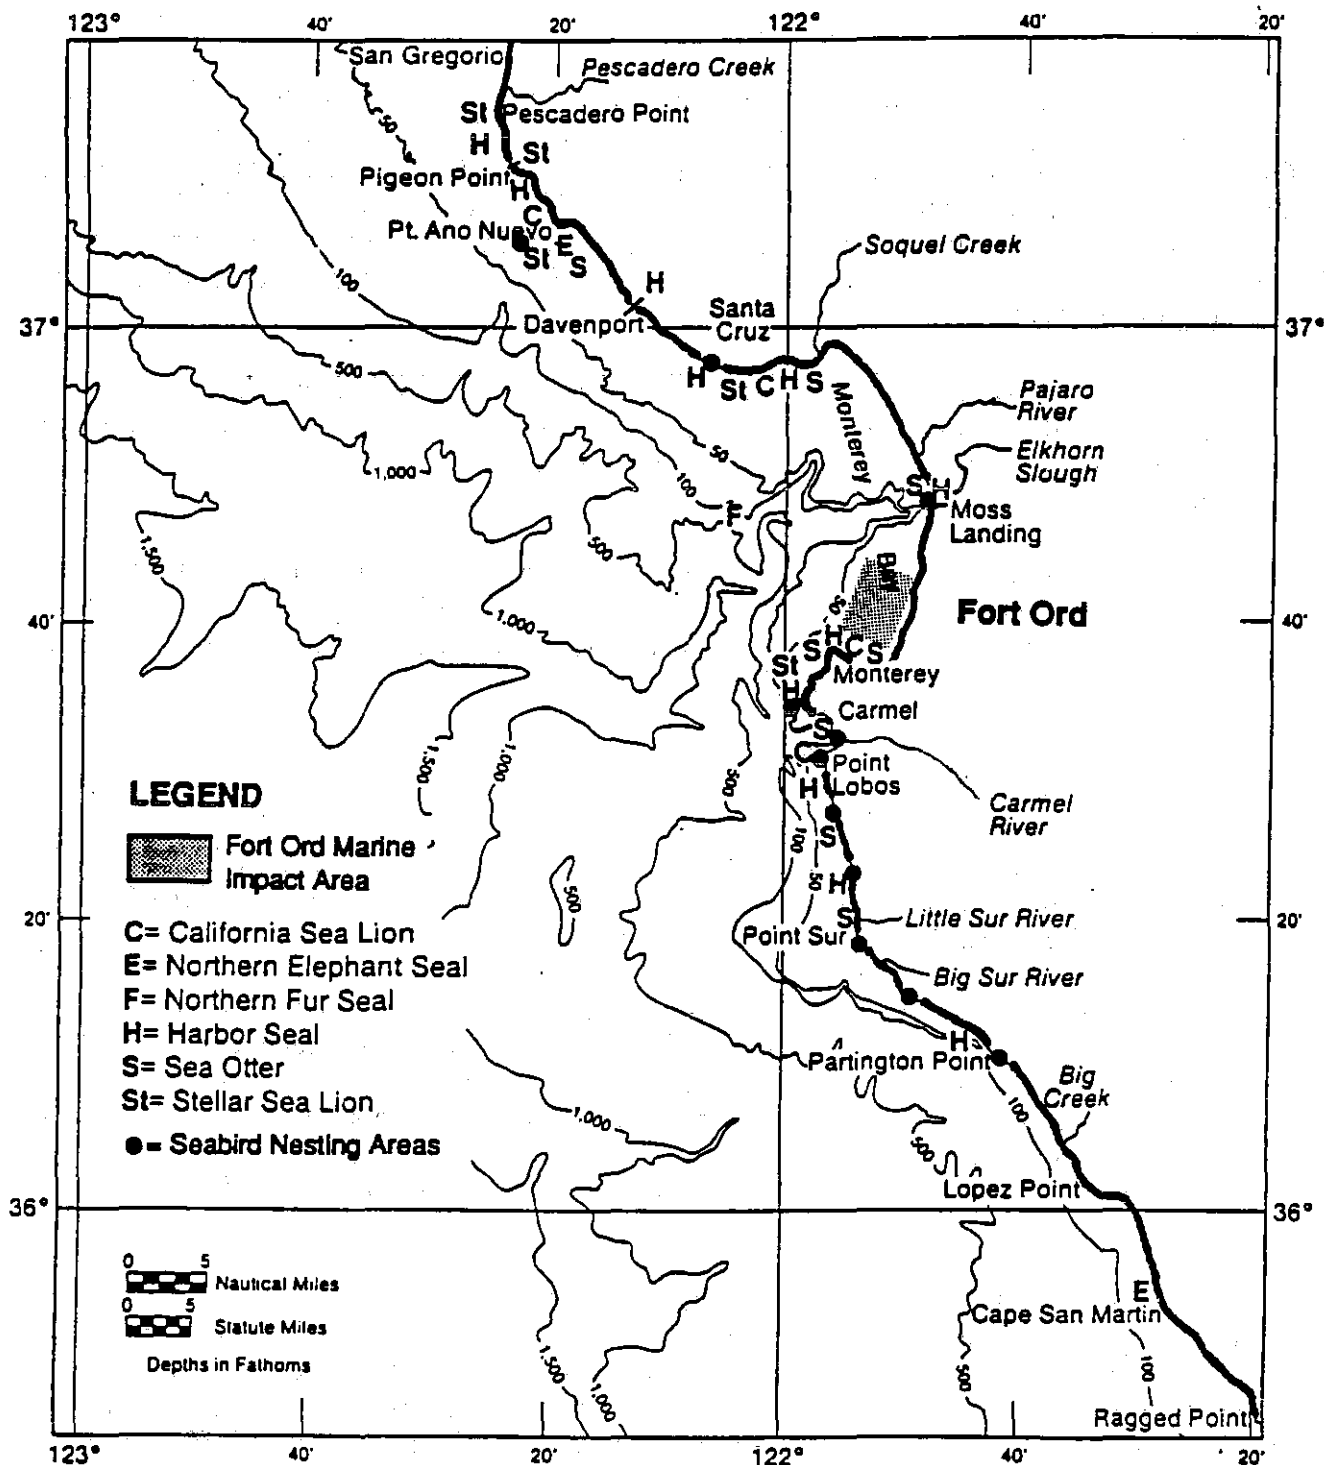 123° 40' 20' 122° 40' 20'
San Gregorio
Pescadero Creek
50
St Pescadero Point
H
St
Pigeon Point
H
C
Pt. Ano Nuevo
E
St
S
Soquel Creek
100
H
Santa
Cruz
37° 37°
Davenport
500
H St C H S
Monterey
Pajaro
River
50
Elkhorn
Slough
1,000
100
S H
Moss
Landing
1,500
500
Bay
50
Fort Ord
40' 40'
1,000
H
S C S
St
Monterey
H
Carmel
S
1,500
1,000
500
C
Point
Lobos
H
Carmel
River
100
S
50
LEGEND
Fort Ord Marine
Impact Area
500
H
20' 20'
S
Little Sur River
Point Sur
C= California Sea Lion
E= Northern Elephant Seal
F= Northern Fur Seal
H= Harbor Seal
S= Sea Otter
St= Stellar Sea Lion
●= Seabird Nesting Areas
Big Sur River
H
Partington Point
Big
Creek
100
1,000
500
Lopez Point
36° 36°
0 5
Nautical Miles
0 5
Statute Miles
Depths in Fathoms
E
Cape San Martin
1,500
1,000
500
100
Ragged Point
123° 40' 20' 122° 40' 20'